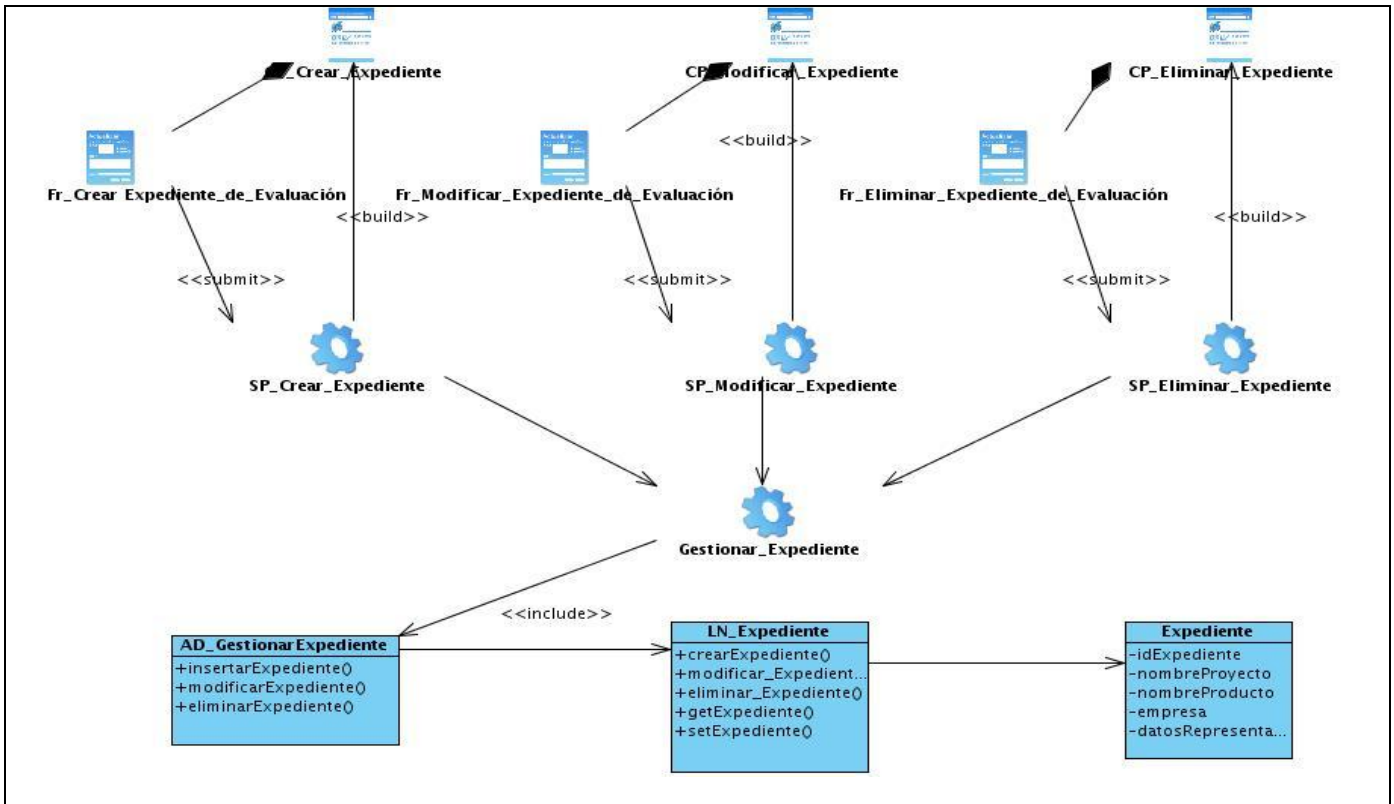 _Crear_Expediente
CP_Modificar_Expediente
CP_Eliminar_Expediente
<<build>>
Fr_Crear Expediente_de_Evaluación
Fr_Modificar_Expediente_de_Evaluación
Fr_Eliminar_Expediente_de_Evaluación
<<build>>
<<build>>
<<submit>>
<<submit>>
<<submit>>
SP_Crear_Expediente
SP_Modificar_Expediente
SP_Eliminar_Expediente
Gestionar_Expediente
<<include>>
AD_GestionarExpediente
+insertarExpediente()
+modificarExpediente()
+eliminarExpediente()
LN_Expediente
+crearExpediente()
+modificar_Expedient...
+eliminar_Expediente()
+getExpediente()
+setExpediente()
Expediente
-idExpediente
-nombreProyecto
-nombreProducto
-empresa
-datosRepresenta...